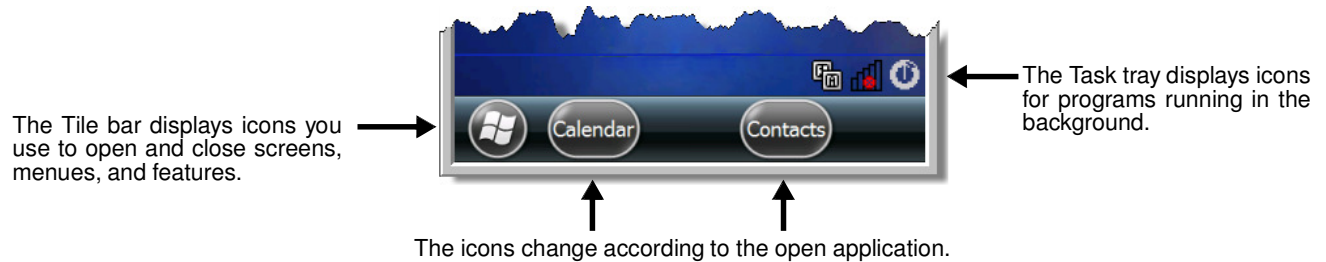 The Task tray displays icons
for programs running in the
background.
The Tile bar displays icons you
use to open and close screens,
menues, and features.
Calendar
Contacts
The icons change according to the open application.